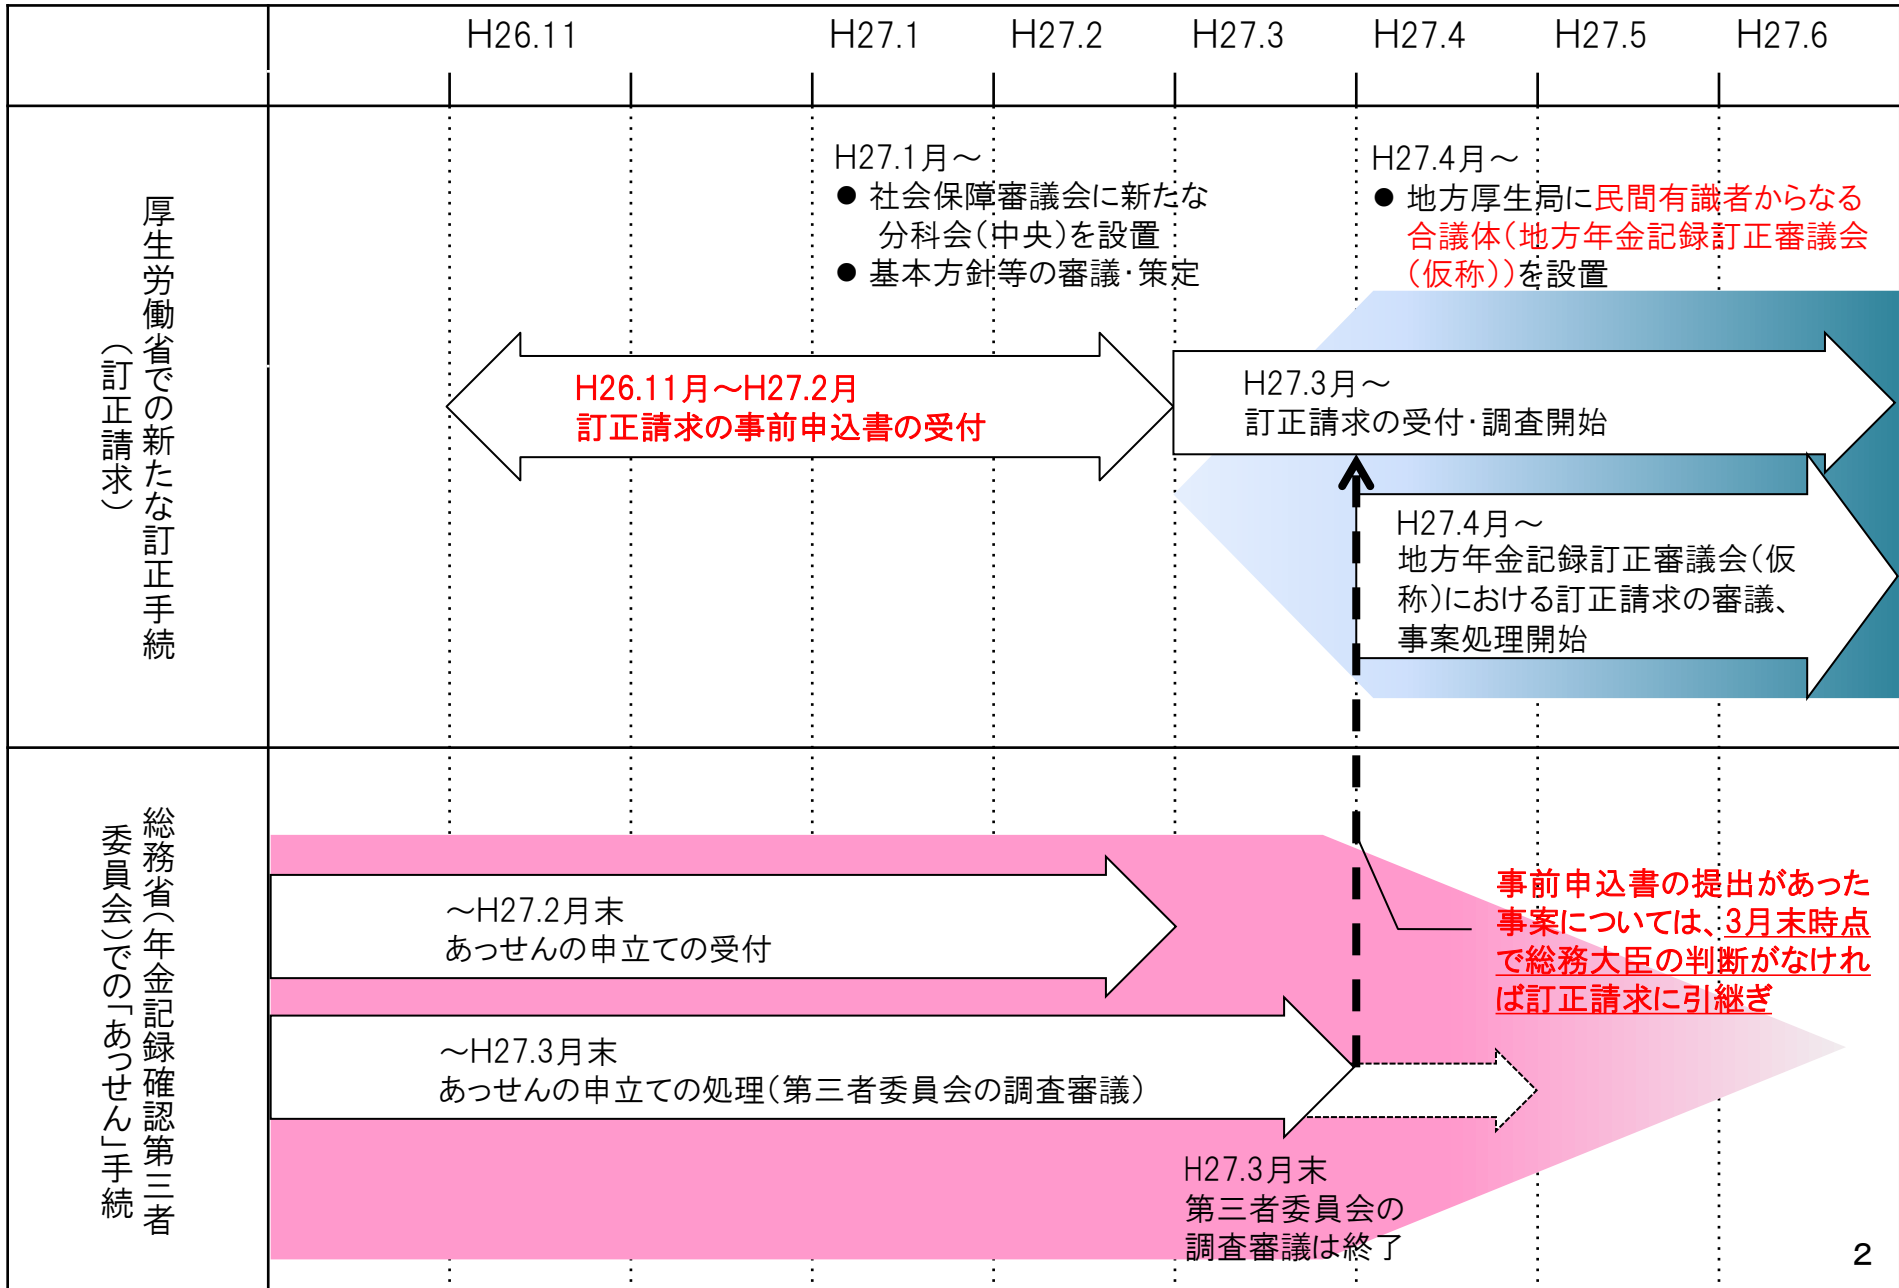 H26.11 H27.1 H27.2 H27.3 H27.4 H27.5 H27.6
厚生労働省での新たな訂正手続
（訂正請求）
H27.1月～
● 社会保障審議会に新たな
分科会(中央)を設置
● 基本方針等の審議･策定
H27.4月～
● 地方厚生局に民間有識者からなる
合議体(地方年金記録訂正審議会
(仮称))を設置
H26.11月～H27.2月
訂正請求の事前申込書の受付
H27.3月～
訂正請求の受付･調査開始
H27.4月～
地方年金記録訂正審議会(仮
称)における訂正請求の審議、
事案処理開始
総務省(年金記録確認第三者
委員会)での「あっせん」手続
～H27.2月末
あっせんの申立ての受付
～H27.3月末
あっせんの申立ての処理(第三者委員会の調査審議)
事前申込書の提出があった
事案については、3月末時点
で総務大臣の判断がなけれ
ば訂正請求に引継ぎ
H27.3月末
第三者委員会の
調査審議は終了
2